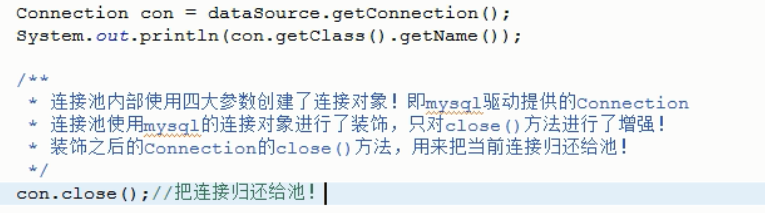 Connection con = dataSource.getConnection();
System.out.println(con.getClass().getName());
/**
* 连接池内部使用四大参数创建了连接对象！即mysql驱动提供的Connection
* 连接池使用mysql的连接对象进行了装饰，只对close()方法进行了增强！
* 装饰之后的Connection的close()方法，用来把当前连接归还给池！
*/
con.close();//把连接归还给池！